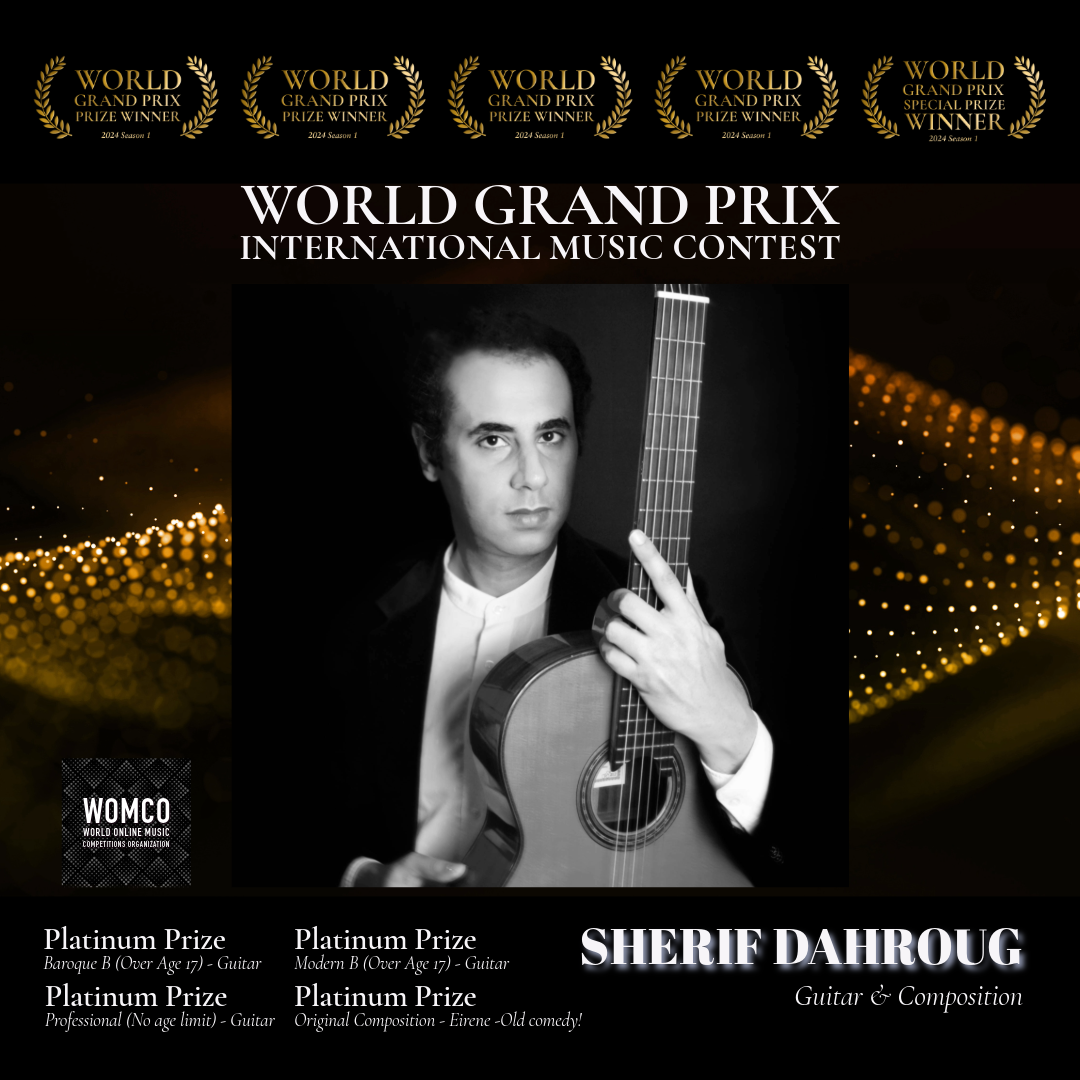 WORLD
GRAND PRIX
PRIZE WINNER
2024 Season 1
WORLD
GRAND PRIX
PRIZE WINNER
2024 Season 1
WORLD
GRAND PRIX
PRIZE WINNER
2024 Season 1
WORLD
GRAND PRIX
PRIZE WINNER
2024 Season 1
WORLD
GRAND PRIX
SPECIAL PRIZE
WINNER
2024 Season 1
WORLD GRAND PRIX
INTERNATIONAL MUSIC CONTEST
WOMCO
WORLD ONLINE MUSIC
COMPETITIONS ORGANIZATION
Platinum Prize
Baroque B (Over Age 17) - Guitar
Platinum Prize
Modern B (Over Age 17) - Guitar
Platinum Prize
Professional (No age limit) - Guitar
Platinum Prize
Original Composition - Eirene -Old comedy!
SHERIF DAHROUG
Guitar & Composition